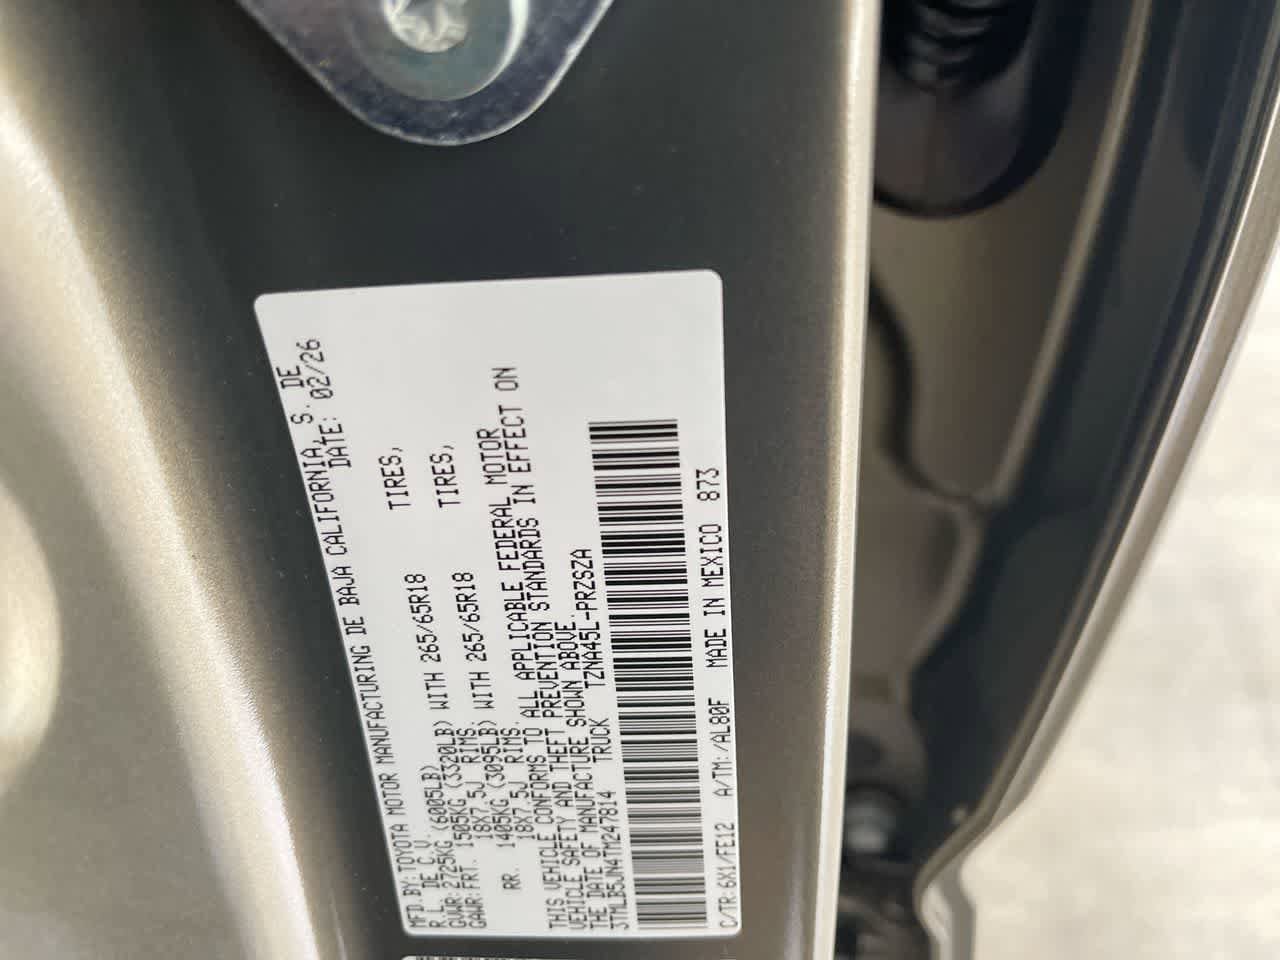 MFD.BY:TOYOTA MOTOR MANUFACTURING DE BAJA CALIFORNIA, S. DE
R.L. DE C.V. DATE: 02/26
GVWR:2725KG (6005LB)
GAWR:FRT. 1505KG (3320LB) WITH 265/65R18 TIRES,
18X7.5J RIMS.
RR. 1405KG (3095LB) WITH 265/65R18 TIRES,
18X7.5J RIMS.
THIS VEHICLE CONFORMS TO ALL APPLICABLE FEDERAL MOTOR
VEHICLE SAFETY AND THEFT PREVENTION STANDARDS IN EFFECT ON
THE DATE OF MANUFACTURE SHOWN ABOVE.
3TMLB5JN4TM247814 TRUCK TZNA45L-PRZSZA
C/TR:6X1/FE12 A/TM:/AL80F MADE IN MEXICO 873